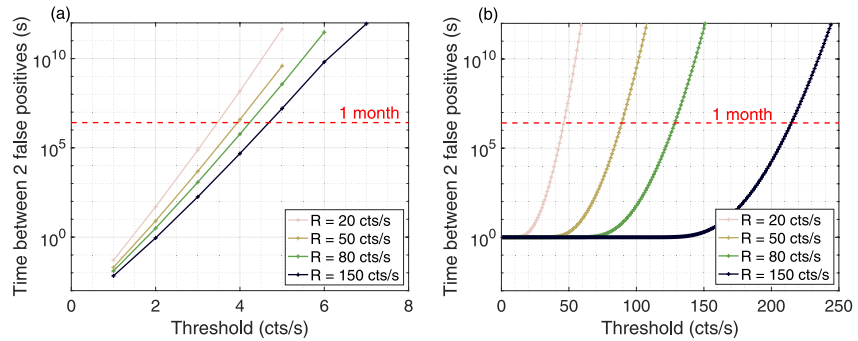 (a)
Time between 2 false positives (s)
10^10
10^5
10^0
1 month
R = 20 cts/s
R = 50 cts/s
R = 80 cts/s
R = 150 cts/s
0 2 4 6 8
Threshold (cts/s)
(b)
Time between 2 false positives (s)
10^10
10^5
10^0
1 month
R = 20 cts/s
R = 50 cts/s
R = 80 cts/s
R = 150 cts/s
0 50 100 150 200 250
Threshold (cts/s)